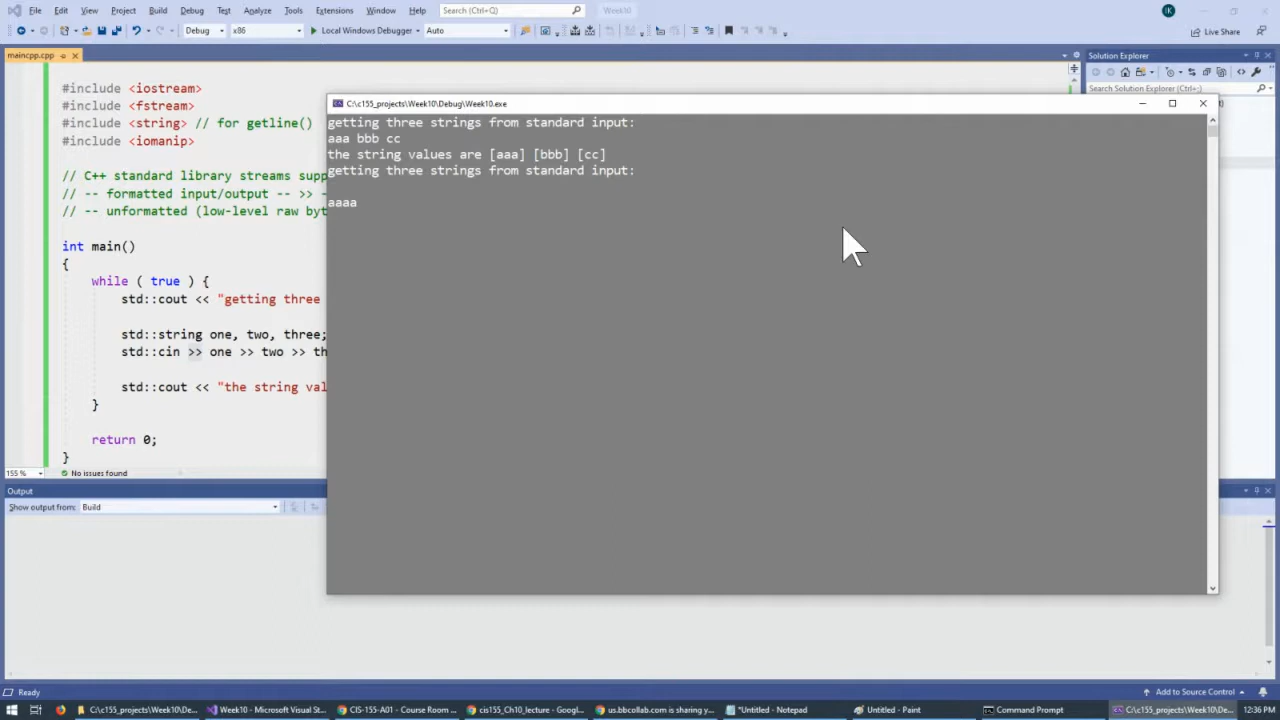 File Edit View Project Build Debug Test Analyze Tools Extensions Window Help Search (Ctrl+Q) Week10 IK
Debug x86 Local Windows Debugger Auto Live Share
maincpp.cpp
Solution Explorer
Search Solution Explorer (Ctrl+;)
#include <iostream>
#include <fstream>
#include <string> // for getline()
#include <iomanip>
// C++ standard library streams supp
// -- formatted input/output -- >> -
// -- unformatted (low-level raw byt
int main()
{
while ( true ) {
std::cout << "getting three
std::string one, two, three;
std::cin >> one >> two >> th
std::cout << "the string val
}
return 0;
}
C:\c155_projects\Week10\Debug\Week10.exe
getting three strings from standard input:
aaa bbb cc
the string values are [aaa] [bbb] [cc]
getting three strings from standard input:
aaaa
155 % No issues found
Output
Show output from: Build
Ready Add to Source Control
C:\c155_projects\Week10\De... Week10 - Microsoft Visual St... CIS-155-A01 - Course Room ... cis155_Ch10_lecture - Googl... us.bbcollab.com is sharing y... *Untitled - Notepad Untitled - Paint Command Prompt C:\c155_projects\Week10\De... 12:36 PM